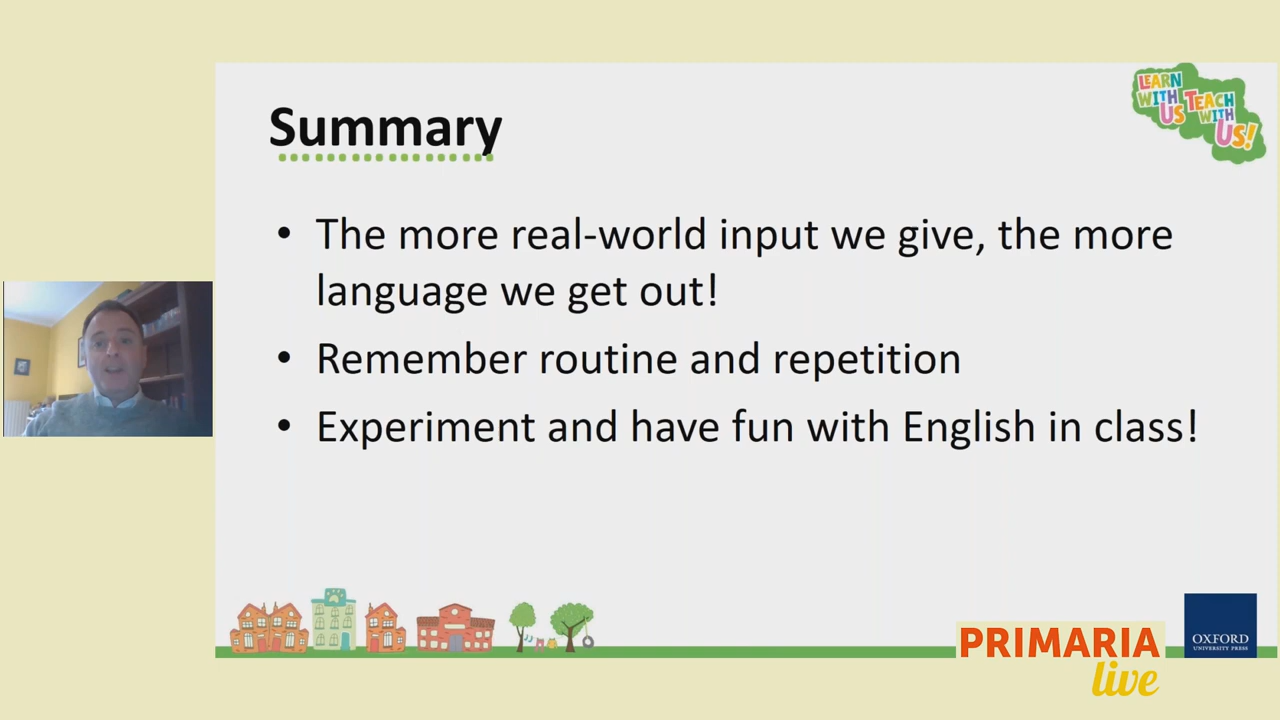 Summary
LEARN
WITH
US TEACH
WITH
US!
• The more real-world input we give, the more
language we get out!
• Remember routine and repetition
• Experiment and have fun with English in class!
PRIMARIA
live
OXFORD
UNIVERSITY PRESS